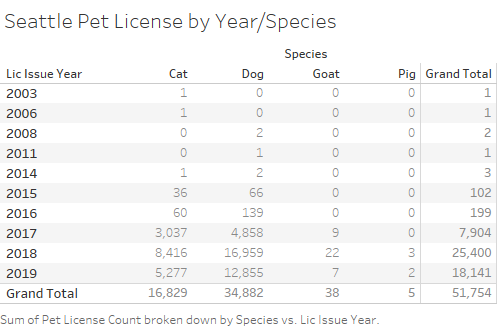 Seattle Pet License by Year/Species
Species
Lic Issue Year Cat Dog Goat Pig Grand Total
2003 1 0 0 0 1
2006 1 0 0 0 1
2008 0 2 0 0 2
2011 0 1 0 0 1
2014 1 2 0 0 3
2015 36 66 0 0 102
2016 60 139 0 0 199
2017 3,037 4,858 9 0 7,904
2018 8,416 16,959 22 3 25,400
2019 5,277 12,855 7 2 18,141
Grand Total 16,829 34,882 38 5 51,754
Sum of Pet License Count broken down by Species vs. Lic Issue Year.